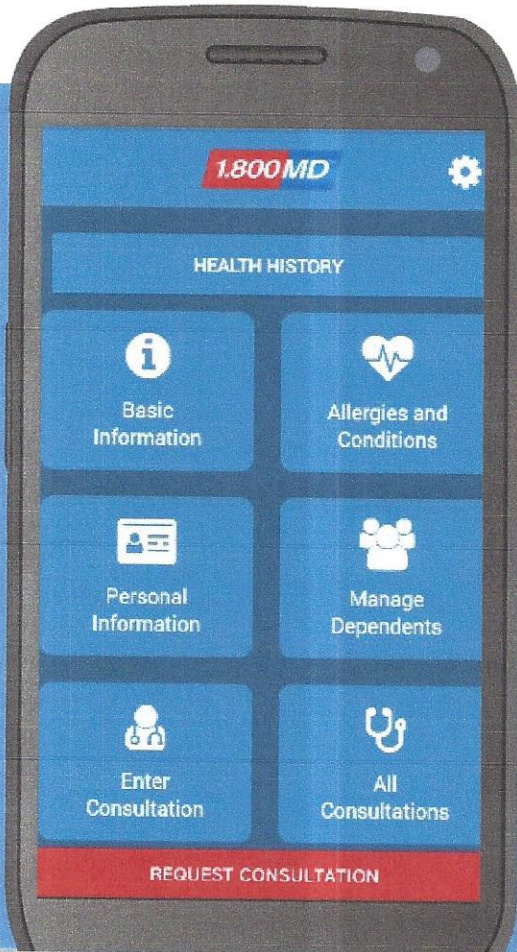 1.800MD
HEALTH HISTORY
Basic
Information
Allergies and
Conditions
Personal
Information
Manage
Dependents
Enter
Consultation
All
Consultations
REQUEST CONSULTATION